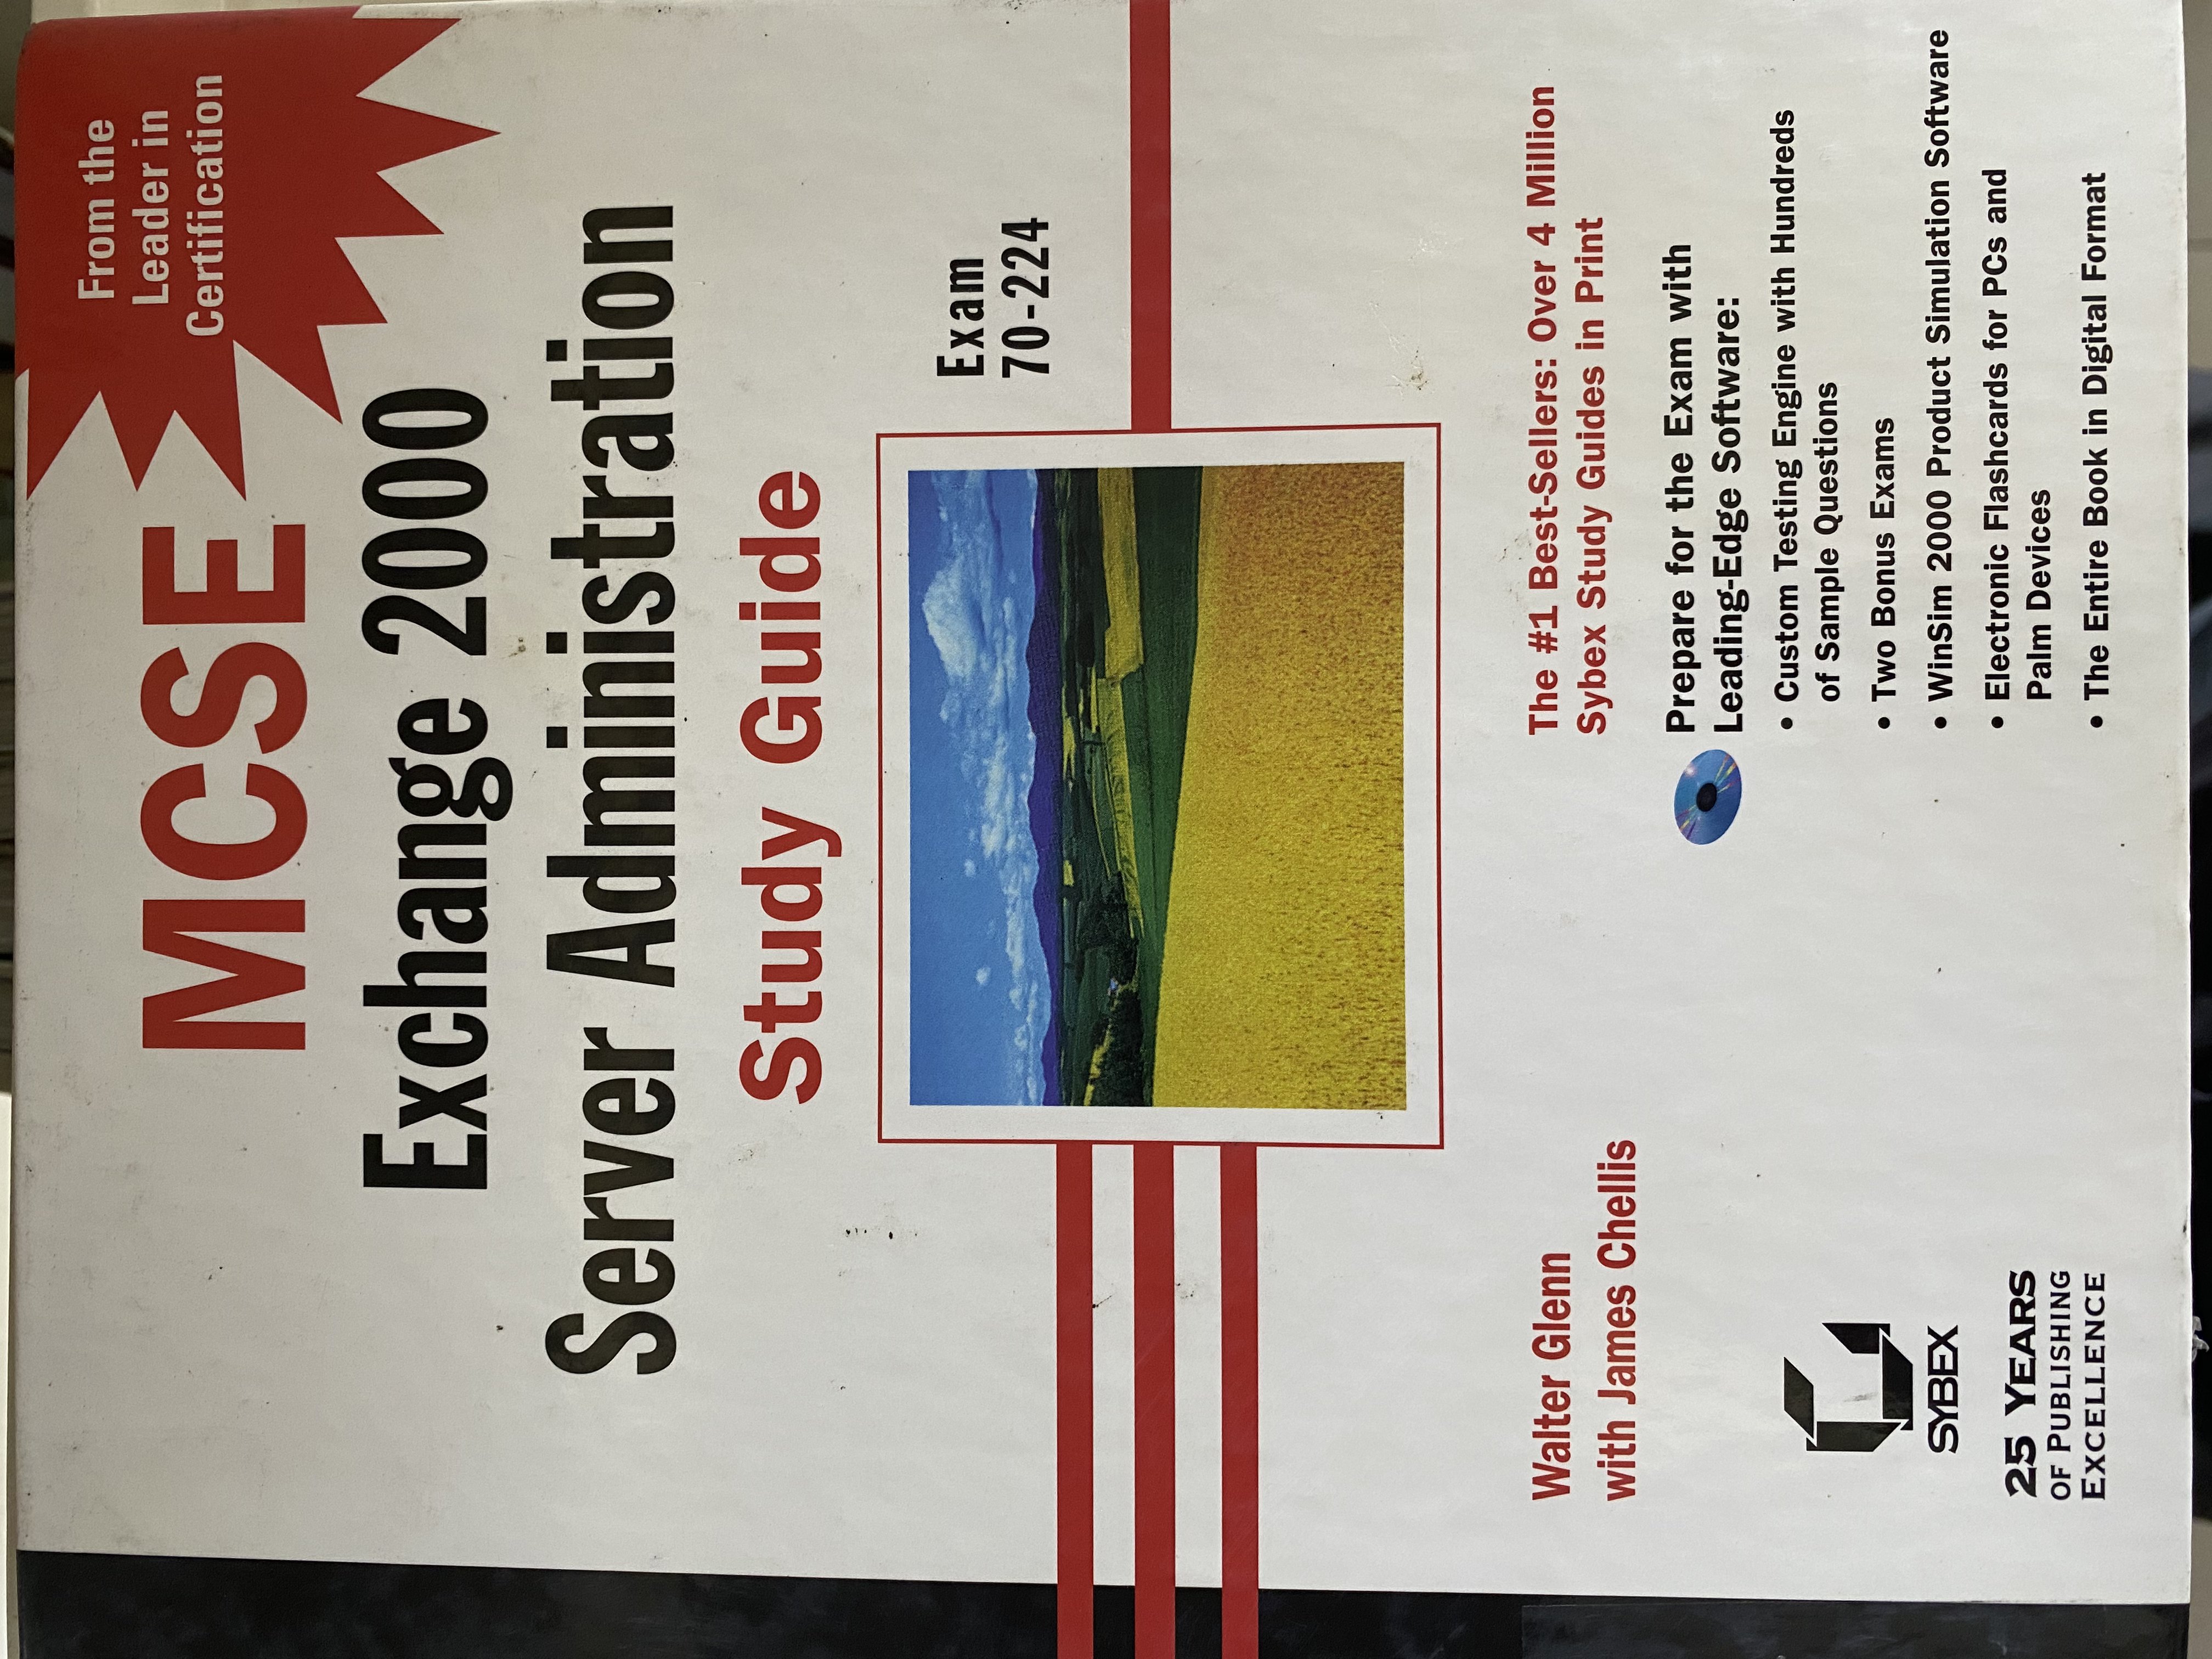 From the
Leader in
Certification
MCSE
Exchange 2000
Server Administration
Study Guide
Exam
70-224
Walter Glenn
with James Chellis
SYBEX
25 YEARS
OF PUBLISHING
EXCELLENCE
The #1 Best-Sellers: Over 4 Million
Sybex Study Guides in Print
Prepare for the Exam with
Leading-Edge Software:
• Custom Testing Engine with Hundreds
of Sample Questions
• Two Bonus Exams
• WinSim 2000 Product Simulation Software
• Electronic Flashcards for PCs and
Palm Devices
• The Entire Book in Digital Format